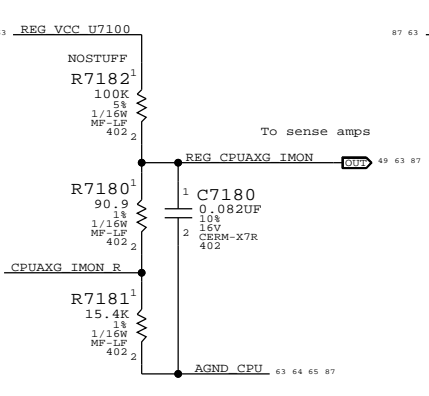 3 REG VCC U7100
87 63
NOSTUFF
R7182 1
100K
5%
1/16W
MF-LF
402 2
To sense amps
REG CPUAXG IMON OUT 49 63 87
R7180 1
90.9
1%
1/16W
MF-LF
402 2
1 C7180
0.082UF
10%
16V
2 CERM-X7R
402
CPUAXG IMON R
R7181 1
15.4K
1%
1/16W
MF-LF
402 2
AGND CPU 63 64 65 87